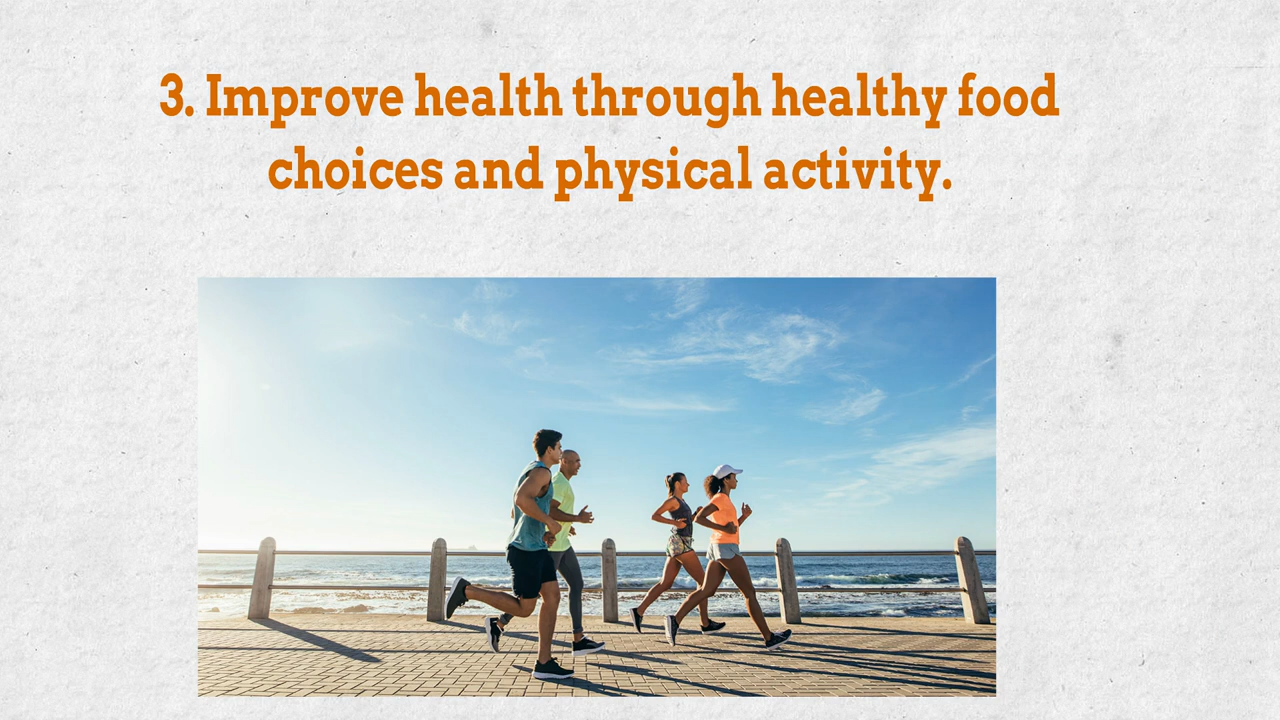 3. Improve health through healthy food
choices and physical activity.